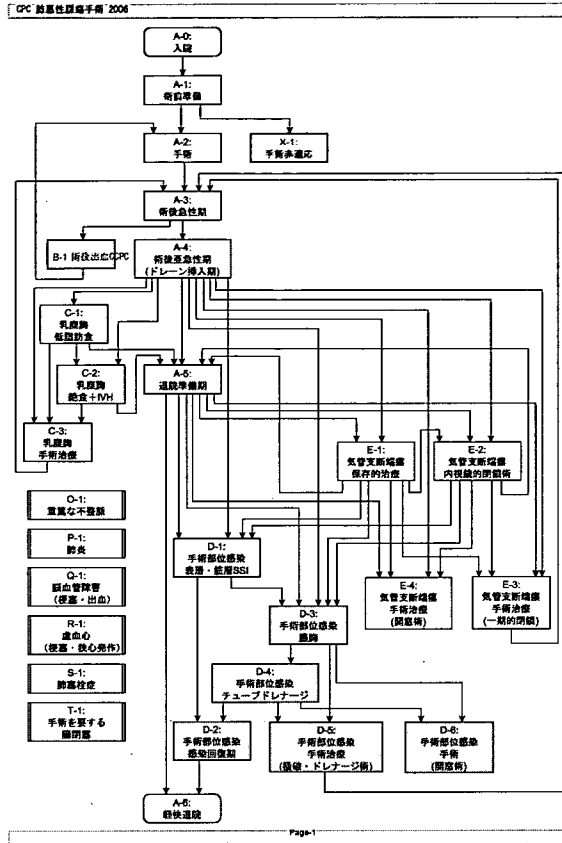 CPC 肺悪性腫瘍手術 2006
A-0:
入院
A-1:
術前準備
A-2:
手術
X-1:
手術非適応
A-3:
術後急性期
B-1 術後出血CCPC
A-4:
術後亜急性期
(ドレーン挿入期)
C-1:
乳糜胸
低脂肪食
C-2:
乳糜胸
絶食+IVH
A-5:
退院準備期
C-3:
乳糜胸
手術治療
E-1:
気管支断端瘻
保存的治療
E-2:
気管支断端瘻
内視鏡的閉鎖術
O-1:
重篤な不整脈
P-1:
肺炎
Q-1:
脳血管障害
(梗塞・出血)
R-1:
虚血心
(梗塞・狭心発作)
S-1:
肺塞栓症
T-1:
手術を要する
腸閉塞
D-1:
手術部位感染
表層・筋層SSI
E-4:
気管支断端瘻
手術治療
(開窓術)
E-3:
気管支断端瘻
手術治療
(一期的閉鎖)
D-3:
手術部位感染
膿胸
D-4:
手術部位感染
チューブドレナージ
D-2:
手術部位感染
感染回復期
D-5:
手術部位感染
手術治療
(掻破・ドレナージ術)
D-6:
手術部位感染
手術
(開窓術)
A-6:
軽快退院
Page-1